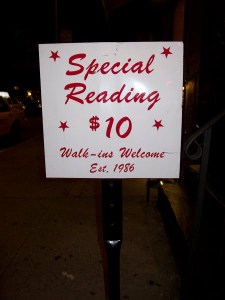 Special
Reading
$10
Walk-ins Welcome
Est. 1986